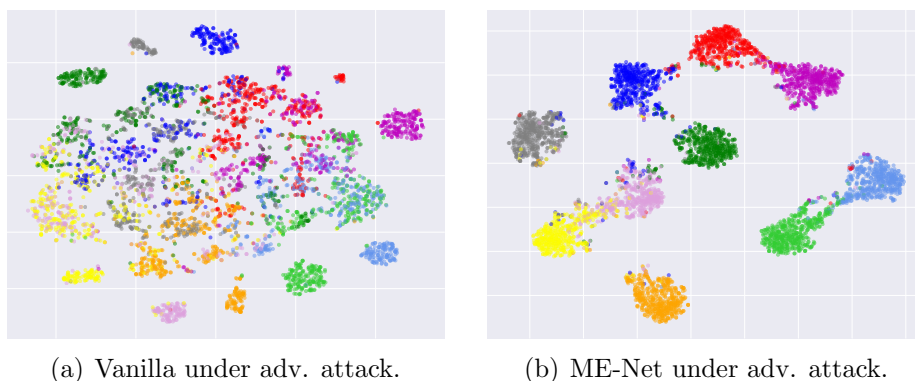 (a) Vanilla under adv. attack.
(b) ME-Net under adv. attack.